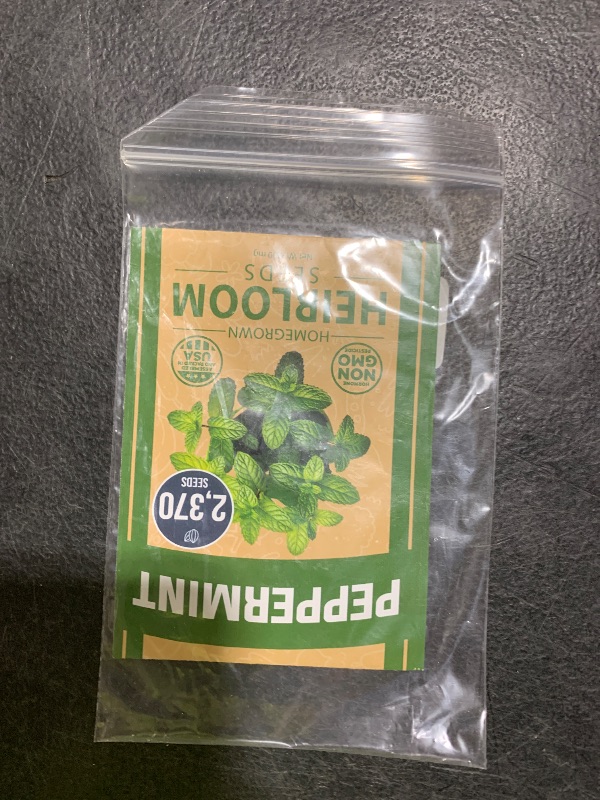 PEPPERMINT
2,370
SEEDS
NON
GMO
USA
HOMEGROWN
HEIRLOOM
SEEDS